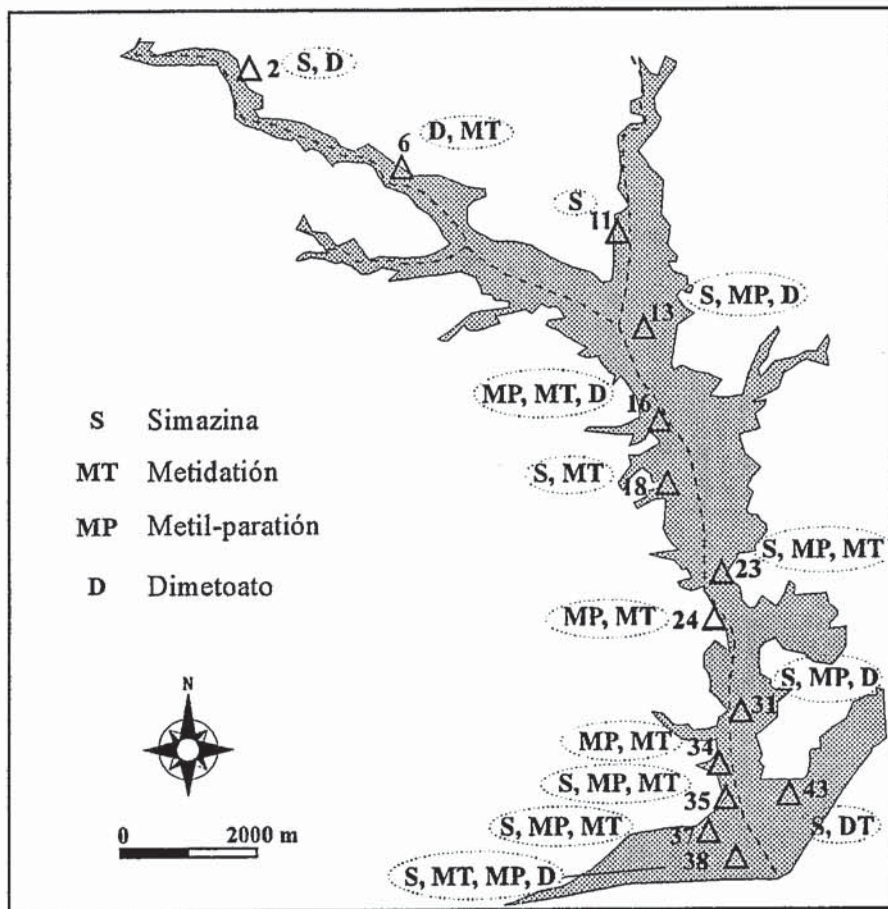 2 S, D
D, MT
6
S
11
S, MP, D
13
MP, MT, D
16
S Simazina
MT Metidatión
S, MT
18
MP Metil-paratión
S, MP, MT
23
D Dimetoato
MP, MT
24
S, MP, D
31
N
MP, MT
34
S, MP, MT
35
43
S, MP, MT
37
S, DT
0 2000 m
38
S, MT, MP, D